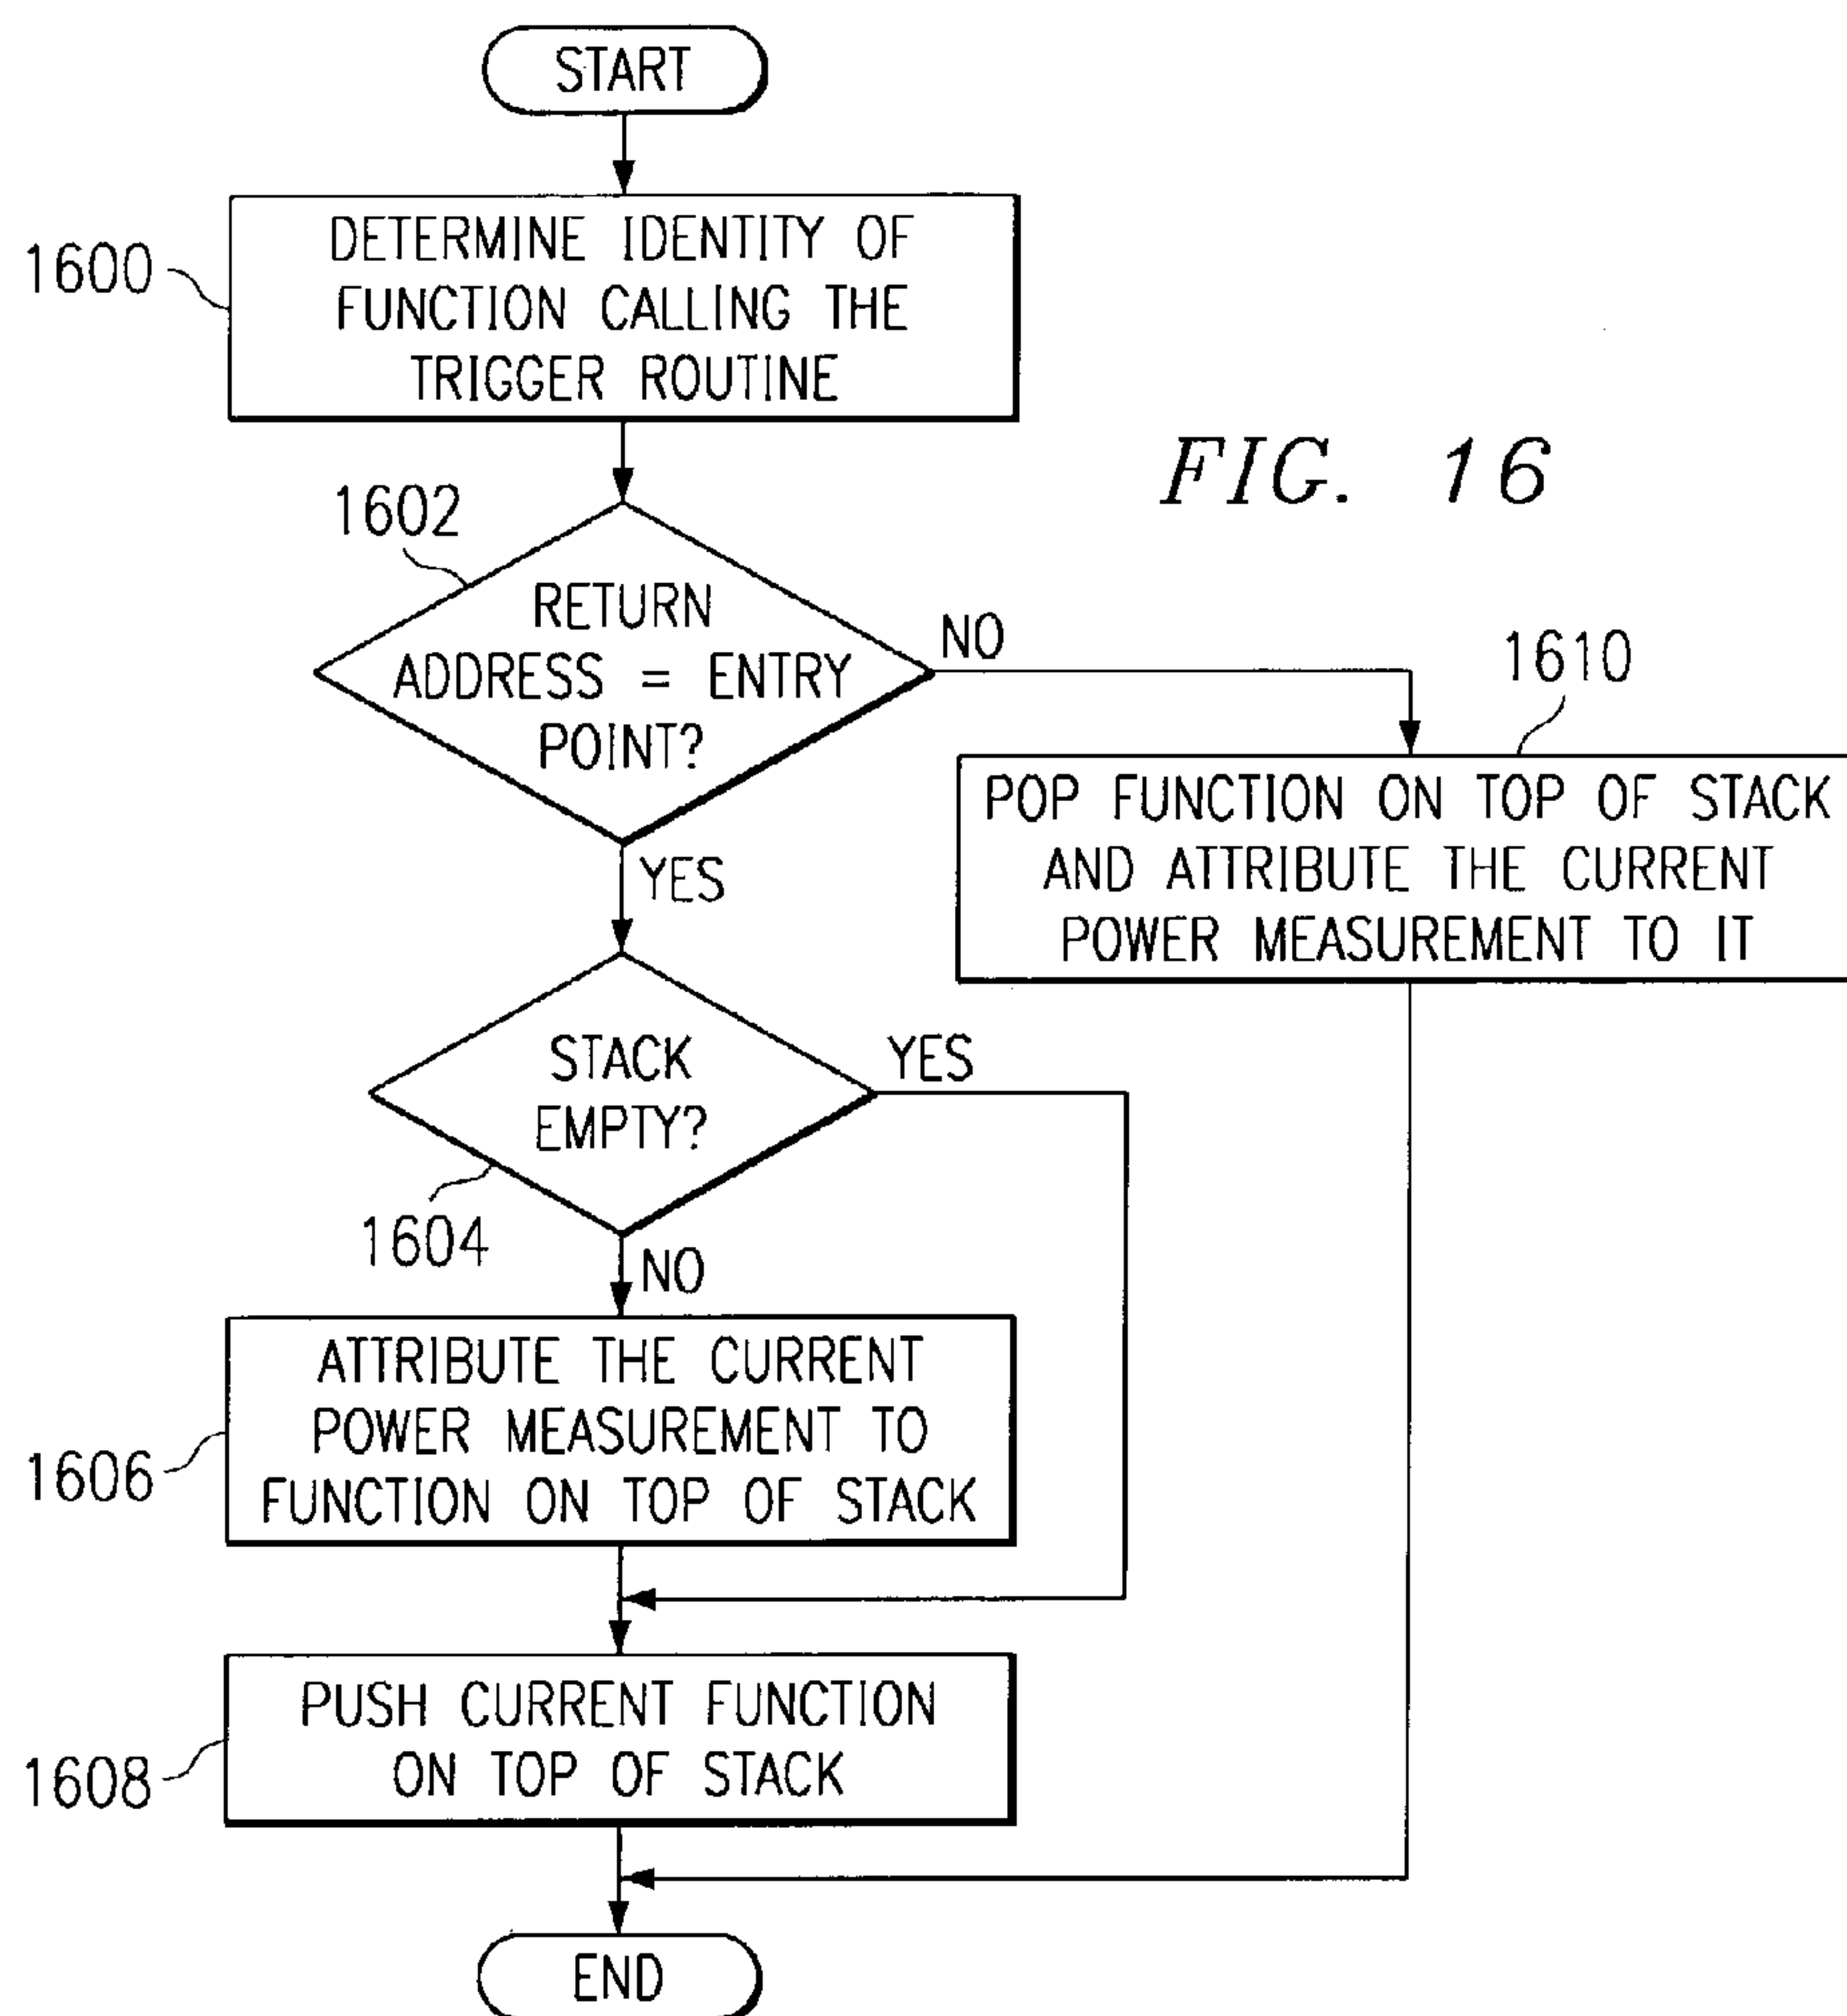 START
1600
DETERMINE IDENTITY OF
FUNCTION CALLING THE
TRIGGER ROUTINE
FIG. 16
1602
RETURN
ADDRESS = ENTRY
POINT?
NO
YES
1610
POP FUNCTION ON TOP OF STACK
AND ATTRIBUTE THE CURRENT
POWER MEASUREMENT TO IT
STACK
EMPTY?
YES
1604
NO
1606
ATTRIBUTE THE CURRENT
POWER MEASUREMENT TO
FUNCTION ON TOP OF STACK
1608
PUSH CURRENT FUNCTION
ON TOP OF STACK
END